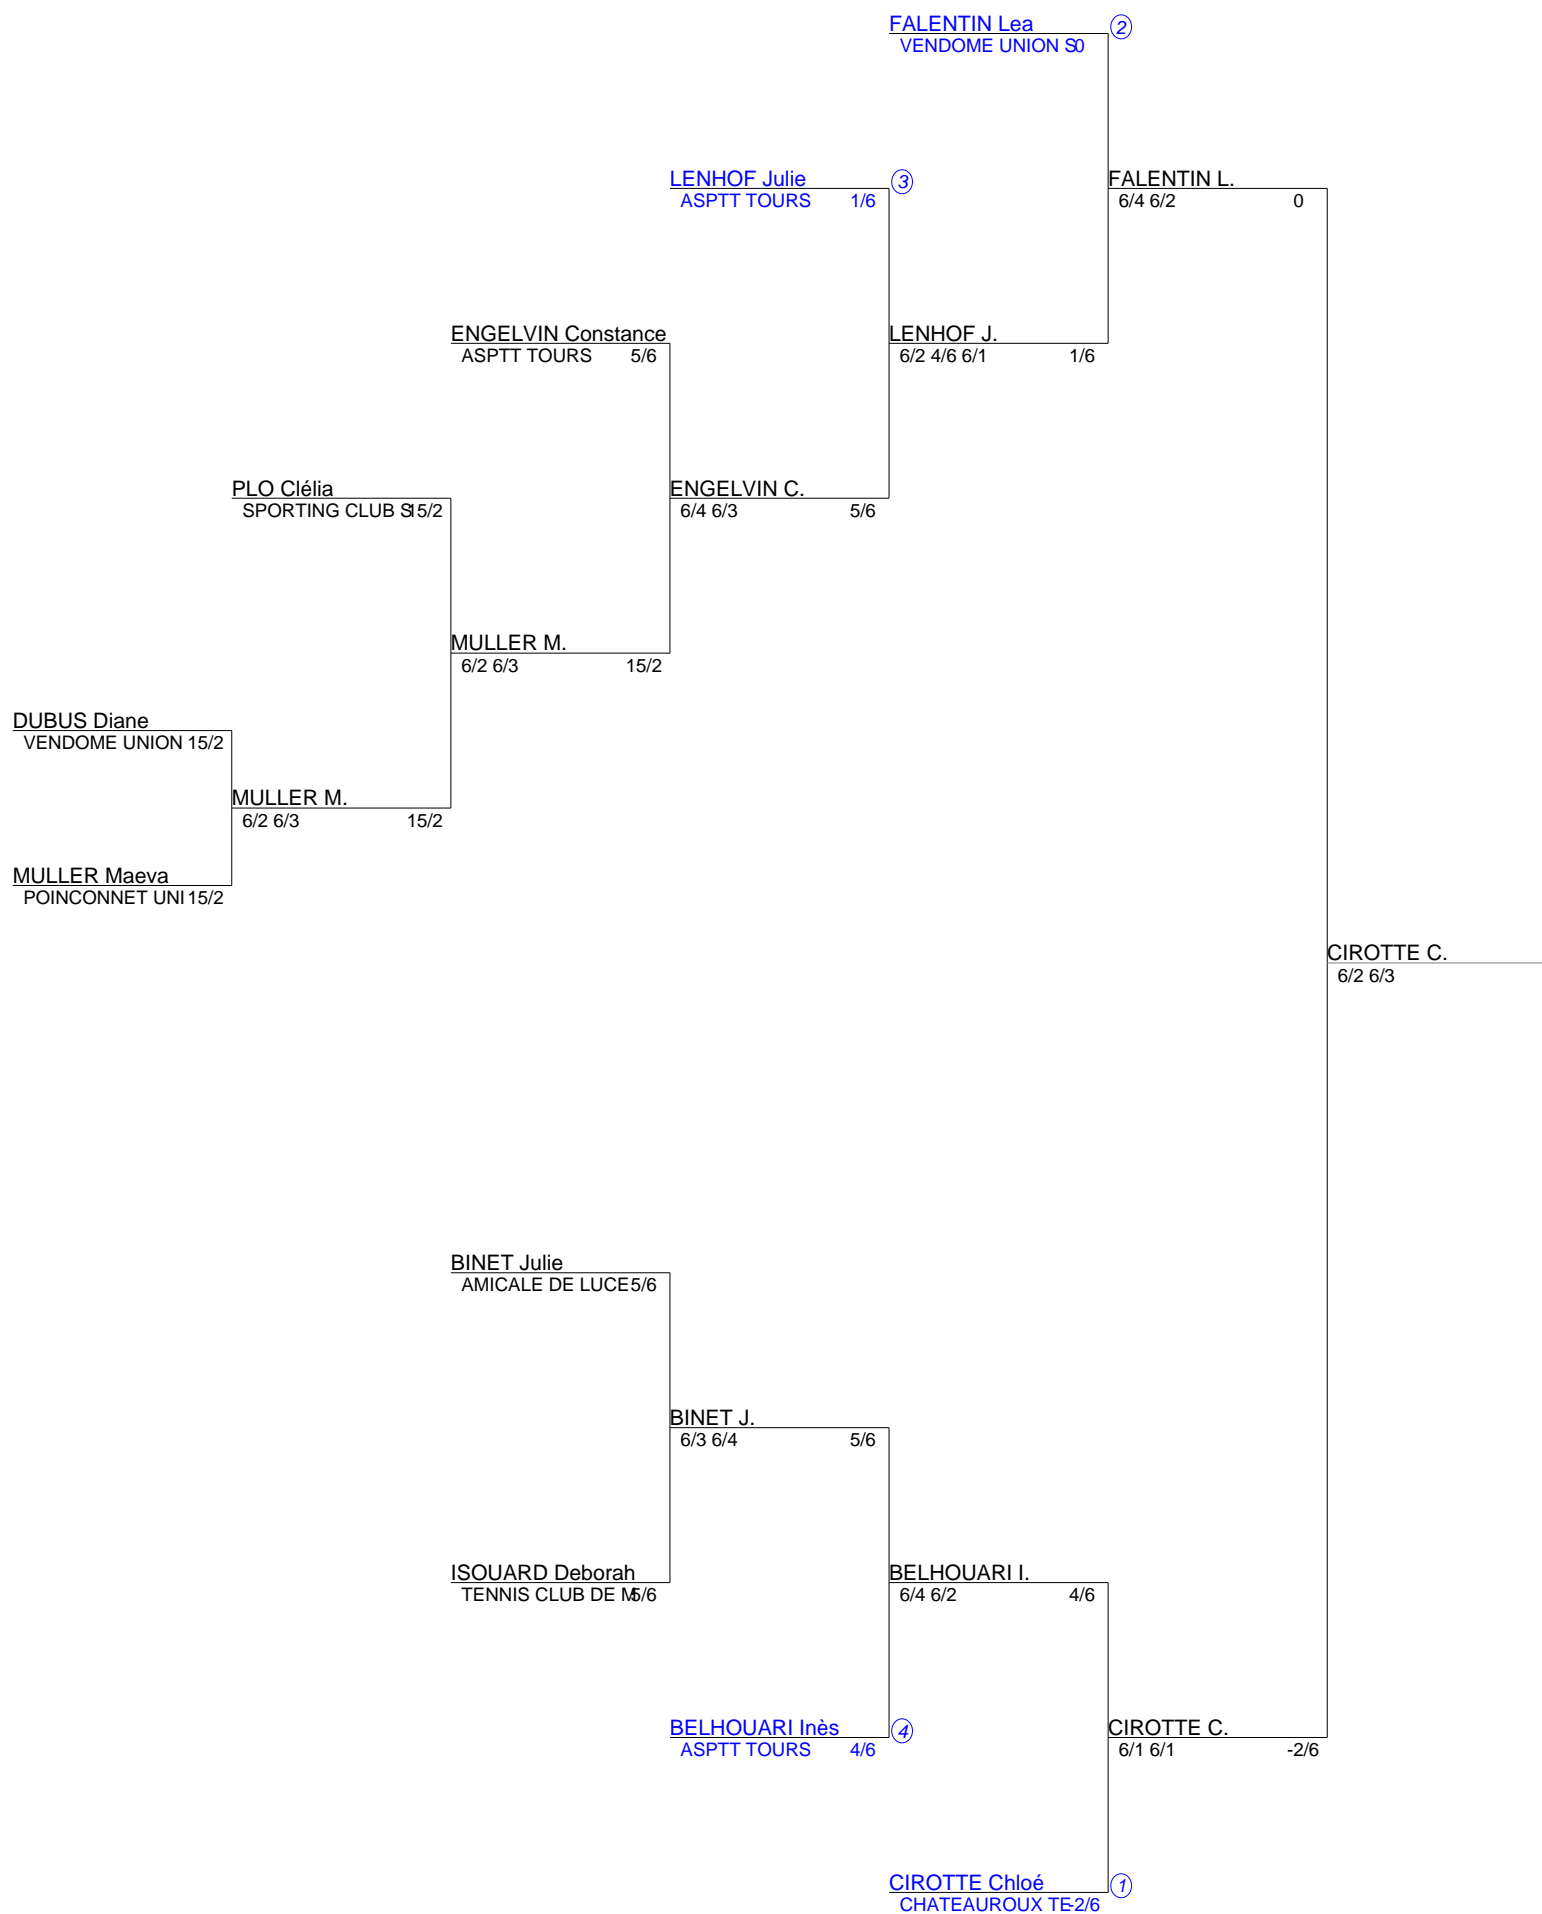 FALENTIN Lea 2
VENDOME UNION S 0
LENHOF Julie 3
ASPTT TOURS 1/6
FALENTIN L.
6/4 6/2 0
ENGELVIN Constance
ASPTT TOURS 5/6
LENHOF J.
6/2 4/6 6/1 1/6
PLO Clélia
SPORTING CLUB S 15/2
ENGELVIN C.
6/4 6/3 5/6
MULLER M.
6/2 6/3 15/2
DUBUS Diane
VENDOME UNION 15/2
MULLER M.
6/2 6/3 15/2
MULLER Maeva
POINCONNET UNI 15/2
CIROTTE C.
6/2 6/3
BINET Julie
AMICALE DE LUCE 5/6
BINET J.
6/3 6/4 5/6
ISOUARD Deborah
TENNIS CLUB DE M 5/6
BELHOUARI I.
6/4 6/2 4/6
BELHOUARI Inès 4
ASPTT TOURS 4/6
CIROTTE C.
6/1 6/1 -2/6
CIROTTE Chloé 1
CHATEAUROUX TE -2/6